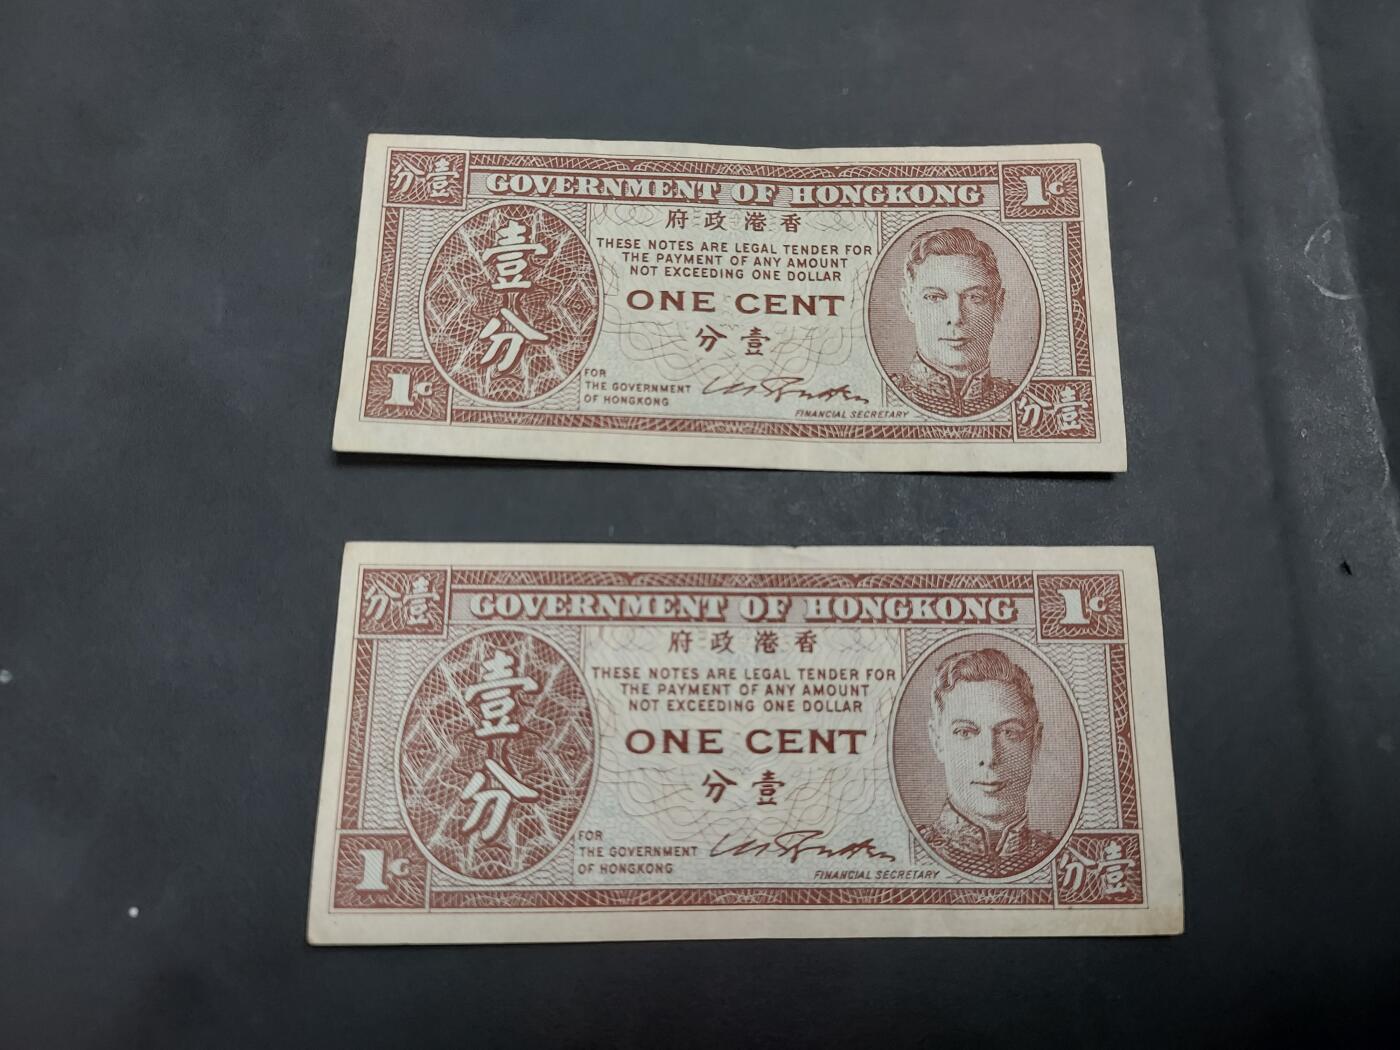 分壹
GOVERNMENT OF HONGKONG
1c
府政港香
壹分
THESE NOTES ARE LEGAL TENDER FOR
THE PAYMENT OF ANY AMOUNT
NOT EXCEEDING ONE DOLLAR
ONE CENT
分壹
FOR
THE GOVERNMENT
OF HONGKONG
FINANCIAL SECRETARY
1c
分壹
分壹
GOVERNMENT OF HONGKONG
1c
府政港香
壹分
THESE NOTES ARE LEGAL TENDER FOR
THE PAYMENT OF ANY AMOUNT
NOT EXCEEDING ONE DOLLAR
ONE CENT
分壹
FOR
THE GOVERNMENT
OF HONGKONG
FINANCIAL SECRETARY
1c
分壹